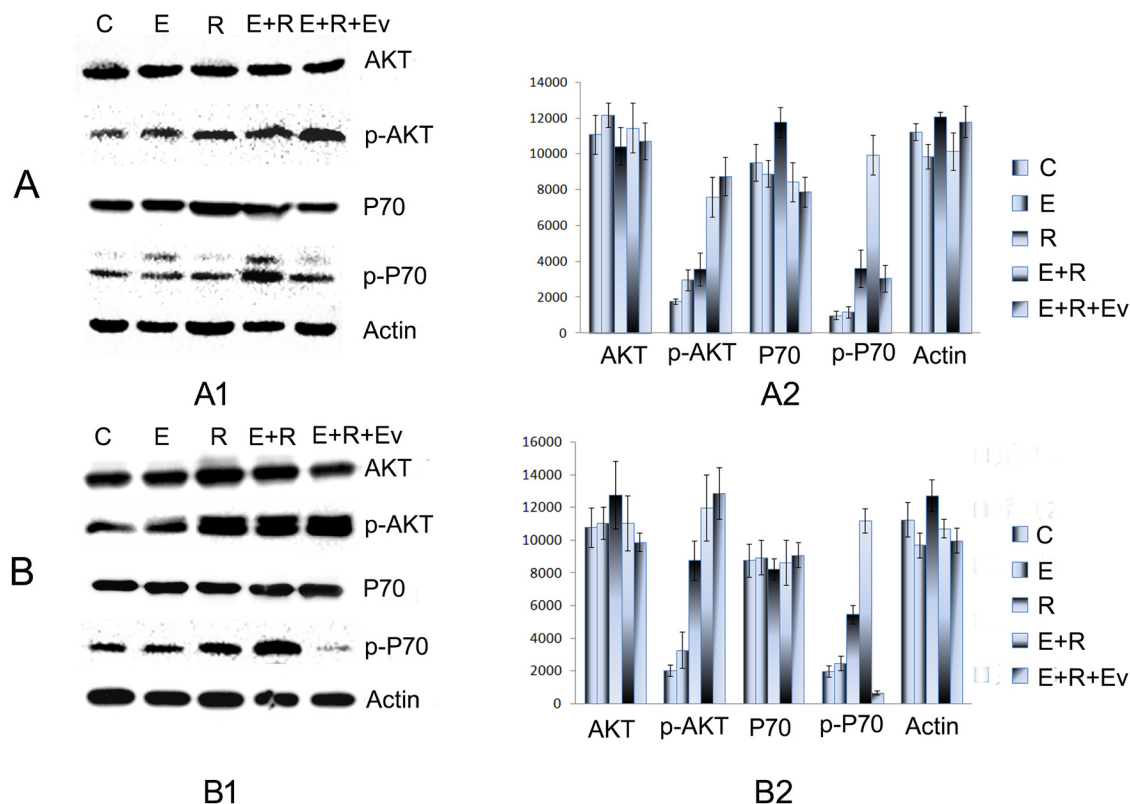 C E R E+R E+R+Ev
AKT
p-AKT
A
P70
p-P70
Actin
A1
14000
12000
10000
8000
6000
4000
2000
0
AKT p-AKT P70 p-P70 Actin
C
E
R
E+R
E+R+Ev
A2
C E R E+R E+R+Ev
AKT
p-AKT
B
P70
p-P70
Actin
B1
16000
14000
12000
10000
8000
6000
4000
2000
0
AKT p-AKT P70 p-P70 Actin
C
E
R
E+R
E+R+Ev
B2